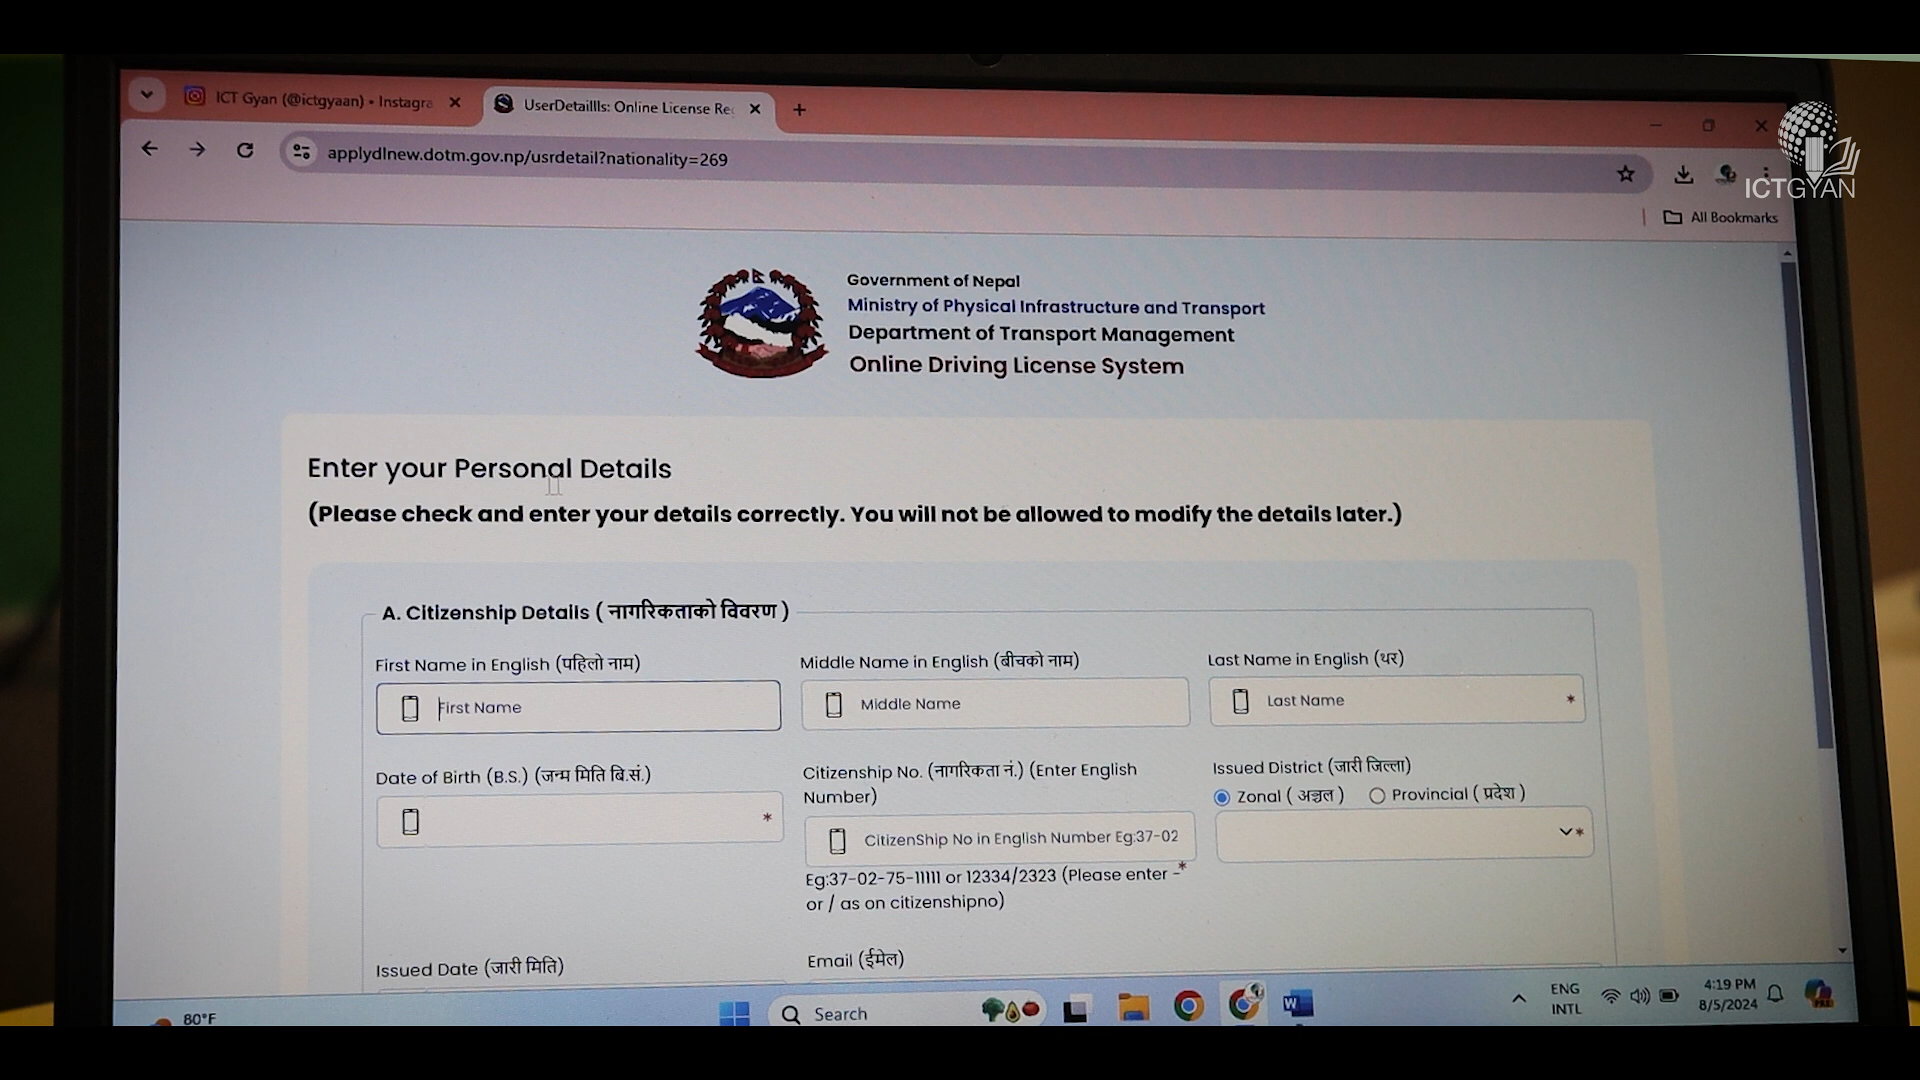 ICT Gyan (@ictgyaan) • Instagra
UserDetaillls: Online License Re
applydlnew.dotm.gov.np/usrdetail?nationality=269
ICTGYAN
All Bookmarks
Government of Nepal
Ministry of Physical Infrastructure and Transport
Department of Transport Management
Online Driving License System
Enter your Personal Details
(Please check and enter your details correctly. You will not be allowed to modify the details later.)
A. Citizenship Details ( नागरिकताको विवरण )
First Name in English (पहिलो नाम)
Middle Name in English (बीचको नाम)
Last Name in English (थर)
First Name
Middle Name
Last Name *
Date of Birth (B.S.) (जन्म मिति बि.सं.)
Citizenship No. (नागरिकता नं.) (Enter English
Number)
Issued District (जारी जिल्ला)
Zonal ( अञ्चल ) Provincial ( प्रदेश )
*
CitizenShip No in English Number Eg:37-02
*
Eg:37-02-75-11111 or 12334/2323 (Please enter - *
or / as on citizenshipno)
Issued Date (जारी मिति)
Email (ईमेल)
80°F
Search
ENG
INTL
4:19 PM
8/5/2024